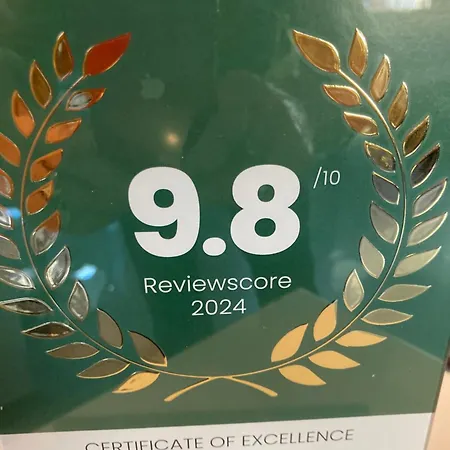 9.8 /10
Reviewscore
2024
CERTIFICATE OF EXCELLENCE